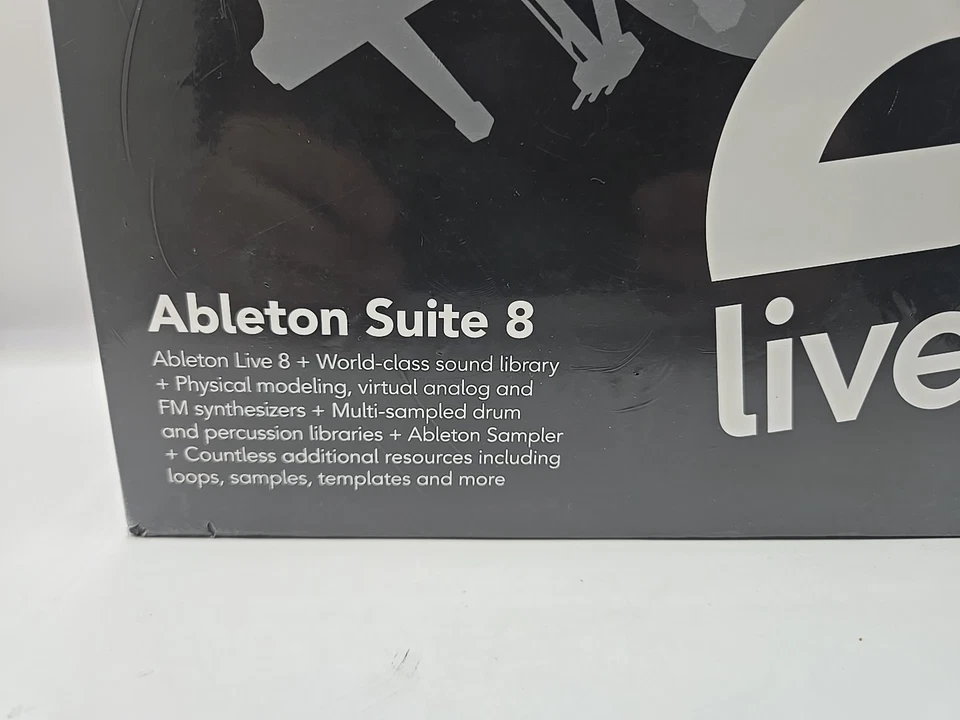 Ableton Suite 8
Ableton Live 8 + World-class sound library
+ Physical modeling, virtual analog and
FM synthesizers + Multi-sampled drum
and percussion libraries + Ableton Sampler
+ Countless additional resources including
loops, samples, templates and more
live